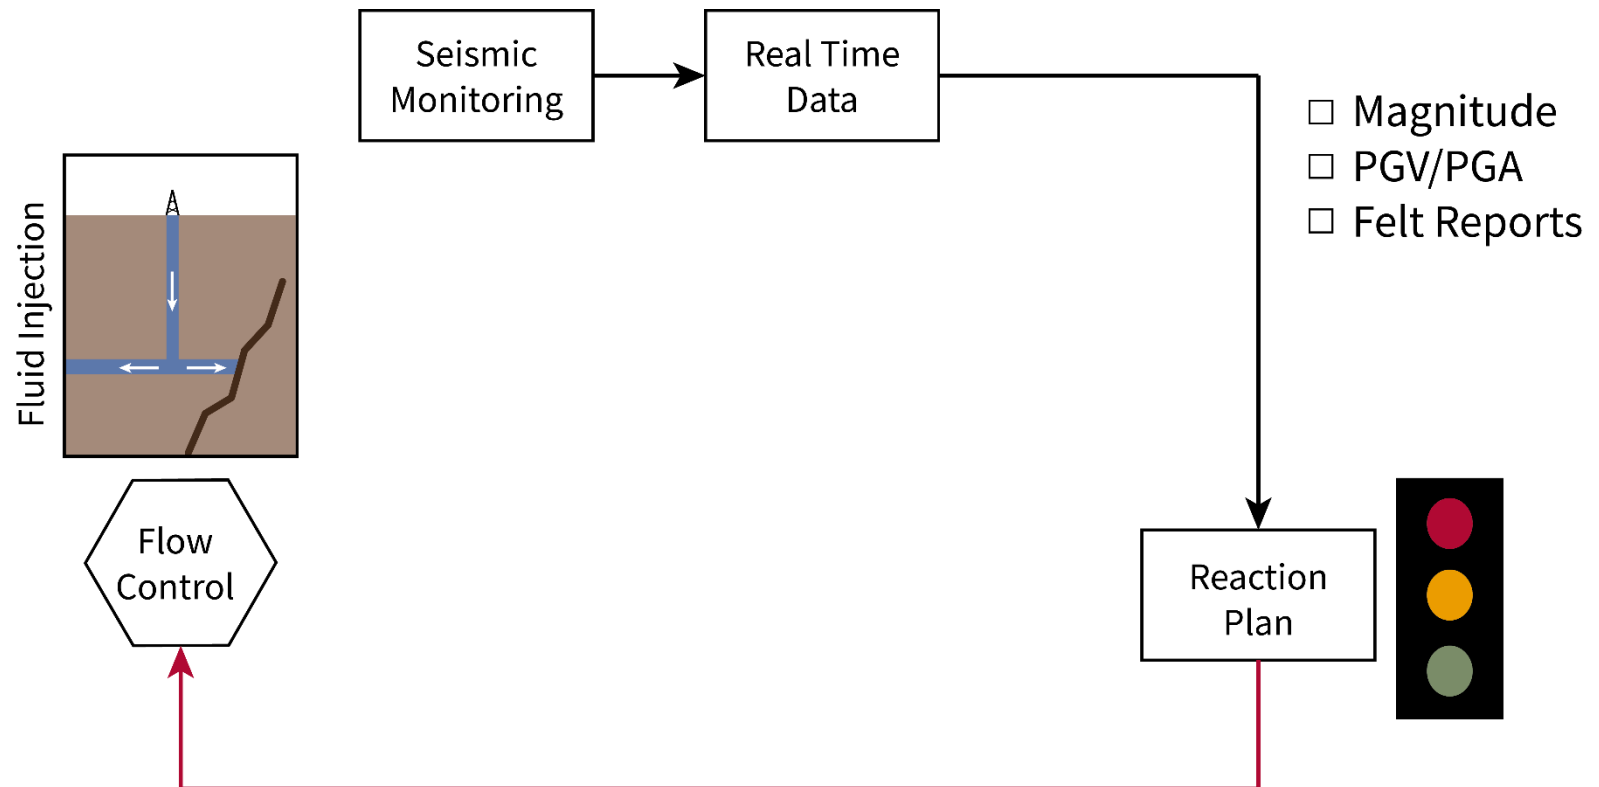 Seismic
Monitoring
Real Time
Data
☐ Magnitude
☐ PGV/PGA
☐ Felt Reports
Fluid Injection
Flow
Control
Reaction
Plan